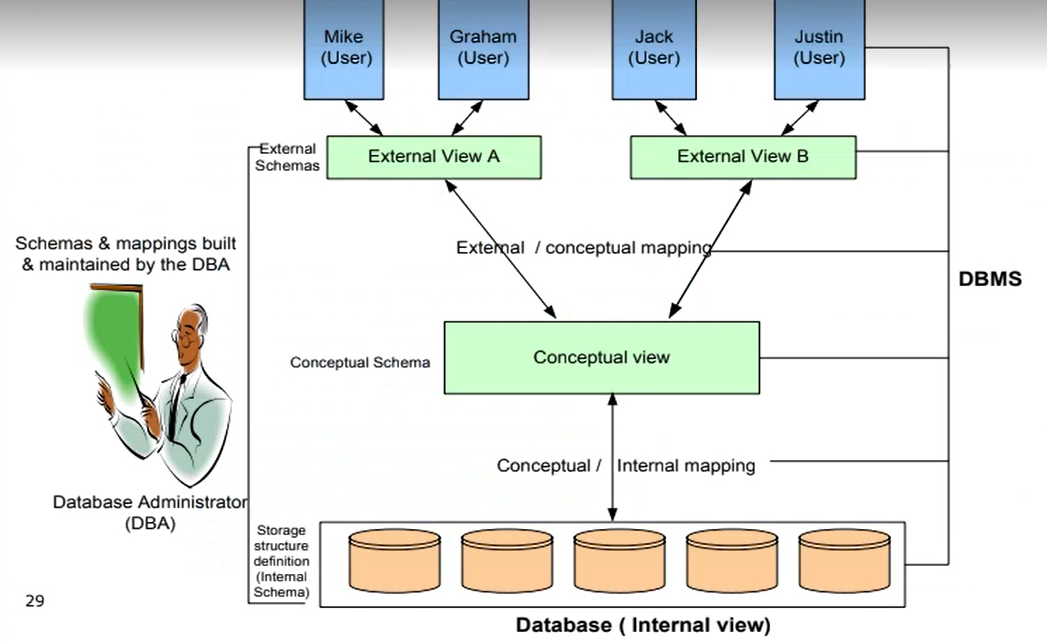 Mike
(User)
Graham
(User)
Jack
(User)
Justin
(User)
External
Schemas
External View A
External View B
Schemas & mappings built
& maintained by the DBA
External / conceptual mapping
DBMS
Conceptual Schema
Conceptual view
Conceptual / Internal mapping
Database Administrator
(DBA)
Storage
structure
definition
(Internal
Schema)
29
Database ( Internal view)